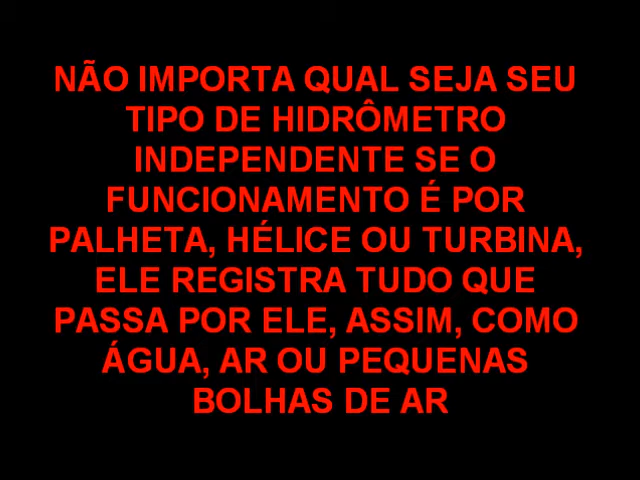 NÃO IMPORTA QUAL SEJA SEU
TIPO DE HIDRÔMETRO
INDEPENDENTE SE O
FUNCIONAMENTO É POR
PALHETA, HÉLICE OU TURBINA,
ELE REGISTRA TUDO QUE
PASSA POR ELE, ASSIM, COMO
ÁGUA, AR OU PEQUENAS
BOLHAS DE AR